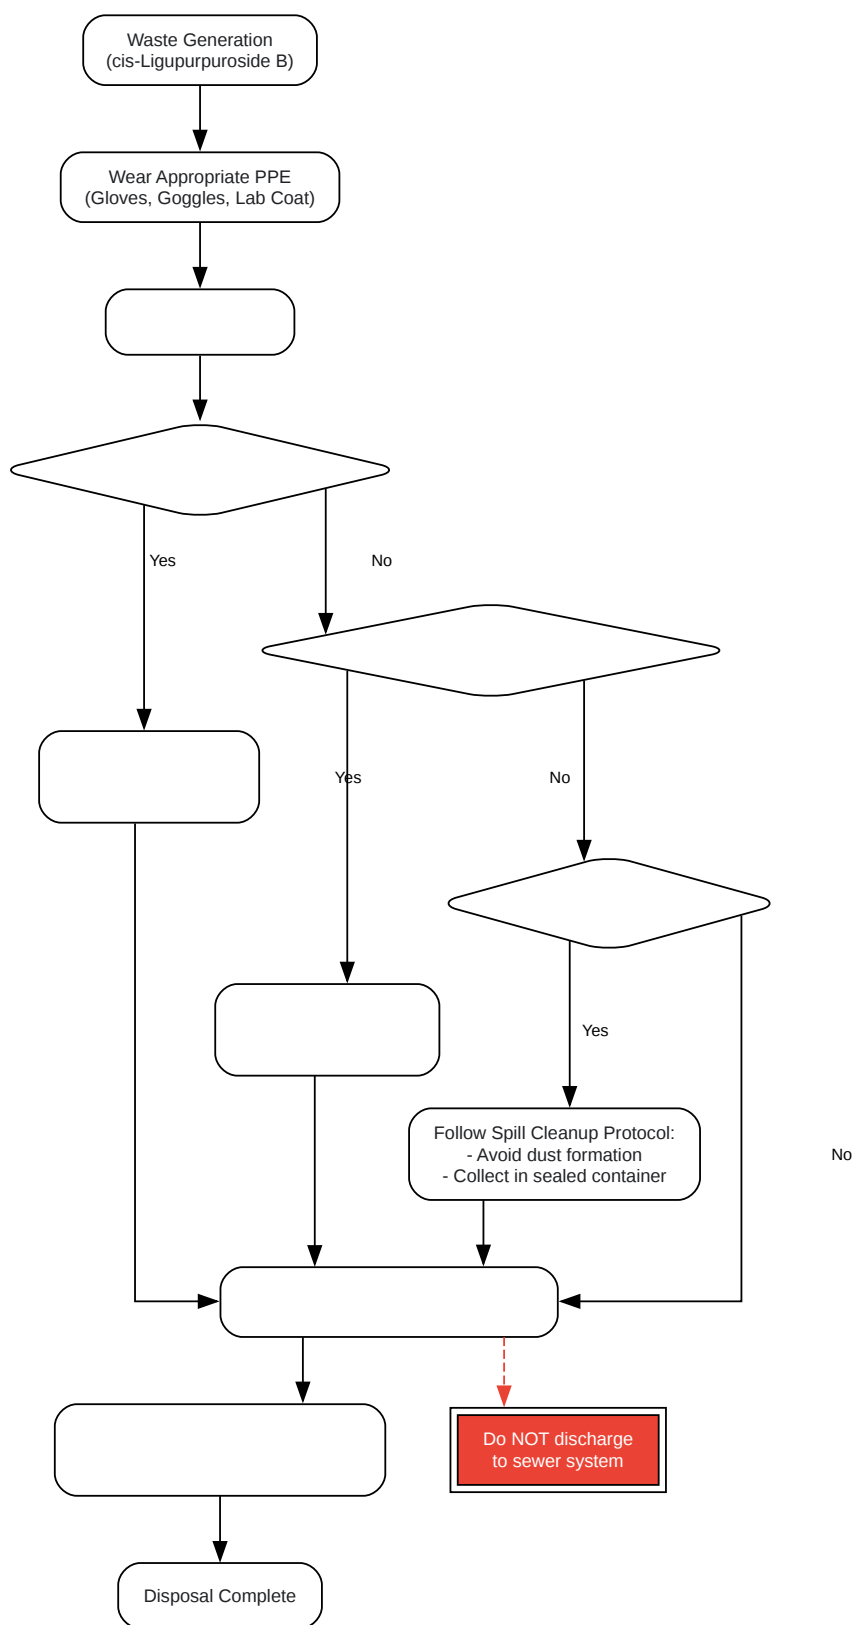 Waste Generation
(cis-Ligupurpuroside B)
Wear Appropriate PPE
(Gloves, Goggles, Lab Coat)
Yes
No
Yes
No
Yes
Follow Spill Cleanup Protocol:
- Avoid dust formation
- Collect in sealed container
No
Do NOT discharge
to sewer system
Disposal Complete